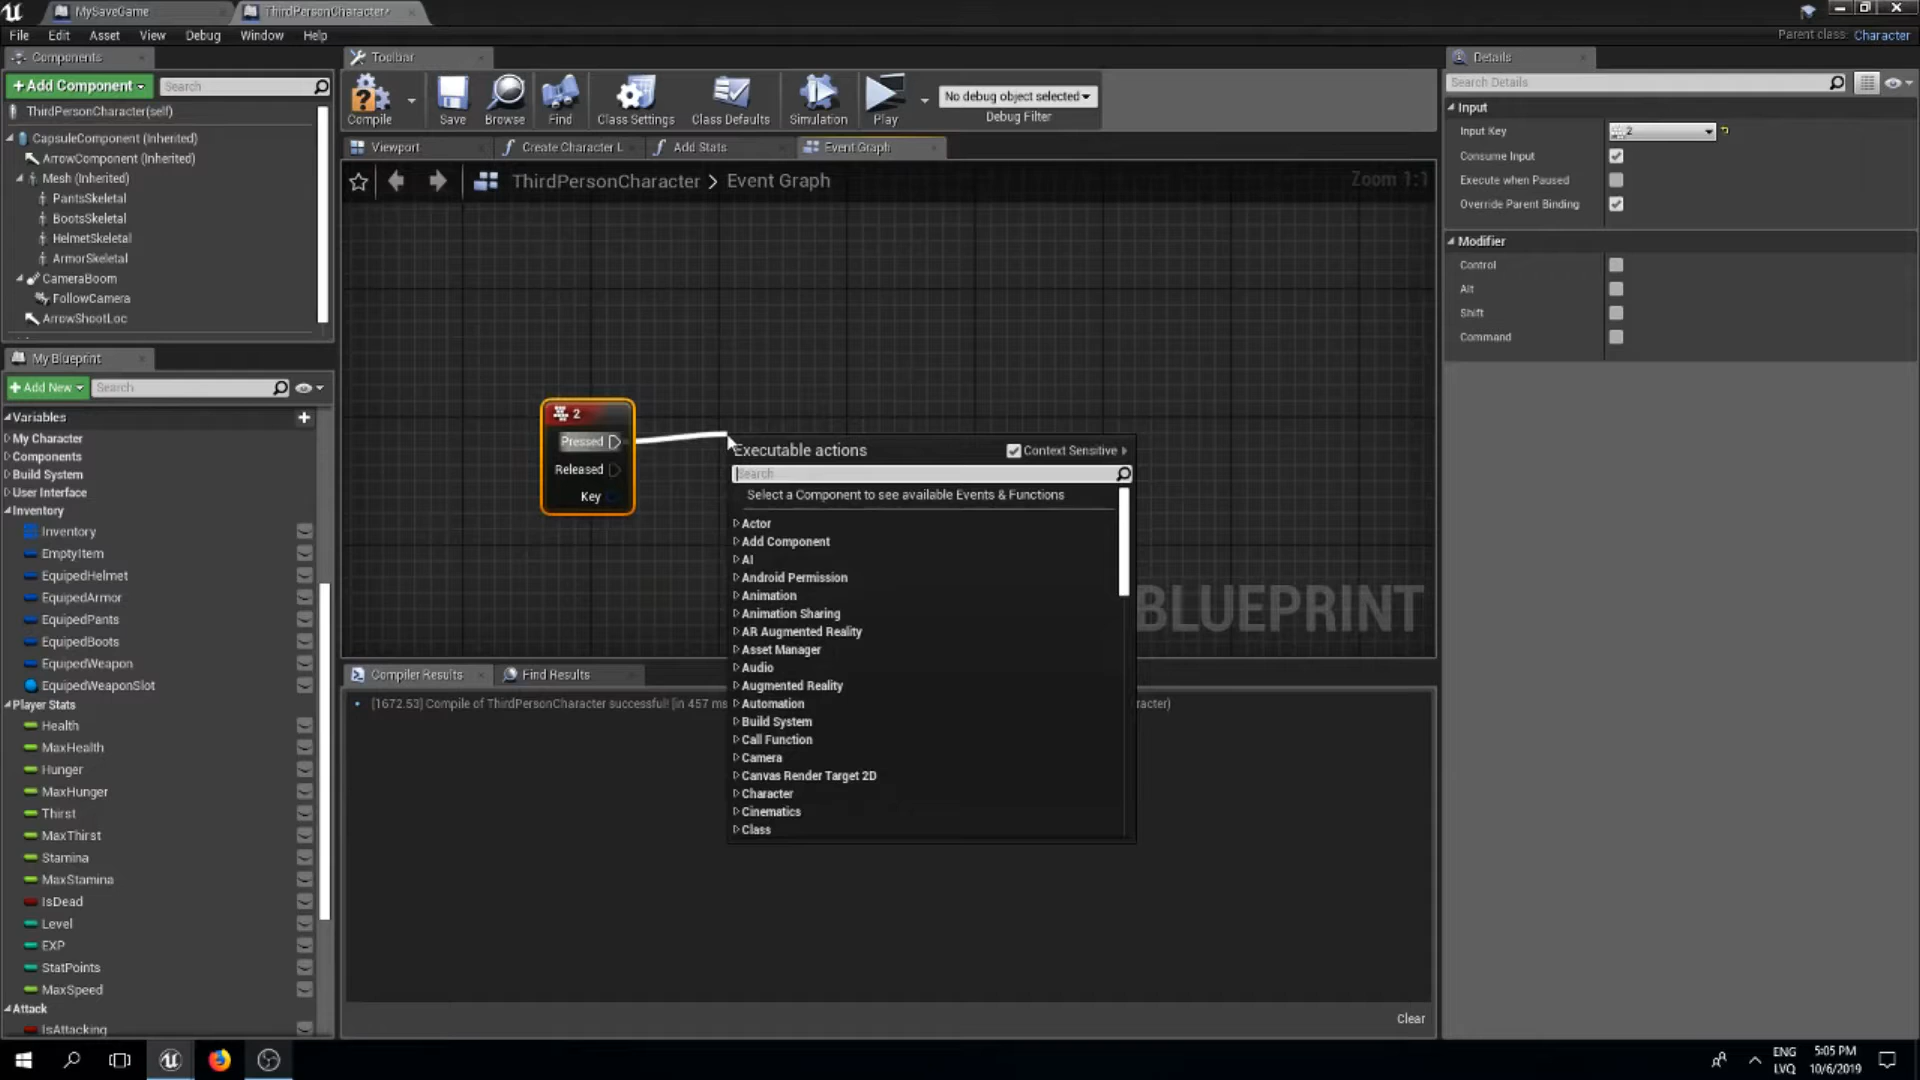 MySaveGame
ThirdPersonCharacter*
File Edit Asset View Debug Window Help
Parent class: Character
Components
+Add Component
Search
ThirdPersonCharacter(self)
CapsuleComponent (Inherited)
ArrowComponent (Inherited)
Mesh (Inherited)
PantsSkeletal
BootsSkeletal
HelmetSkeletal
ArmorSkeletal
CameraBoom
FollowCamera
ArrowShootLoc
My Blueprint
+Add New
Search
Variables
My Character
Components
Build System
User Interface
Inventory
Inventory
EmptyItem
EquipedHelmet
EquipedArmor
EquipedPants
EquipedBoots
EquipedWeapon
EquipedWeaponSlot
Player Stats
Health
MaxHealth
Hunger
MaxHunger
Thirst
MaxThirst
Stamina
MaxStamina
IsDead
Level
EXP
StatPoints
MaxSpeed
Attack
IsAttacking
Toolbar
Compile
Save
Browse
Find
Class Settings
Class Defaults
Simulation
Play
No debug object selected
Debug Filter
Viewport
Create Character L
Add Stats
Event Graph
ThirdPersonCharacter > Event Graph
Zoom 1:1
2
Pressed
Released
Key
Executable actions
Context Sensitive
Search
Select a Component to see available Events & Functions
Actor
Add Component
AI
Android Permission
Animation
Animation Sharing
AR Augmented Reality
Asset Manager
Audio
Augmented Reality
Automation
Build System
Call Function
Camera
Canvas Render Target 2D
Character
Cinematics
Class
BLUEPRINT
Compiler Results
Find Results
[1672.53] Compile of ThirdPersonCharacter successful! [in 457 ms
racter)
Clear
Details
Search Details
Input
Input Key
2
Consume Input
Execute when Paused
Override Parent Binding
Modifier
Control
Alt
Shift
Command
ENG
LVQ
5:05 PM
10/6/2019